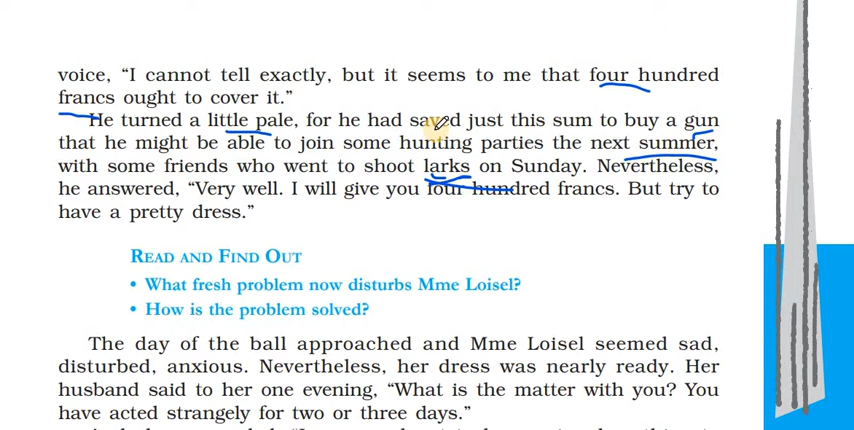 voice, “I cannot tell exactly, but it seems to me that four hundred
francs ought to cover it.”
He turned a little pale, for he had saved just this sum to buy a gun
that he might be able to join some hunting parties the next summer,
with some friends who went to shoot larks on Sunday. Nevertheless,
he answered, “Very well. I will give you four hundred francs. But try to
have a pretty dress.”
READ AND FIND OUT
• What fresh problem now disturbs Mme Loisel?
• How is the problem solved?
The day of the ball approached and Mme Loisel seemed sad,
disturbed, anxious. Nevertheless, her dress was nearly ready. Her
husband said to her one evening, “What is the matter with you? You
have acted strangely for two or three days.”